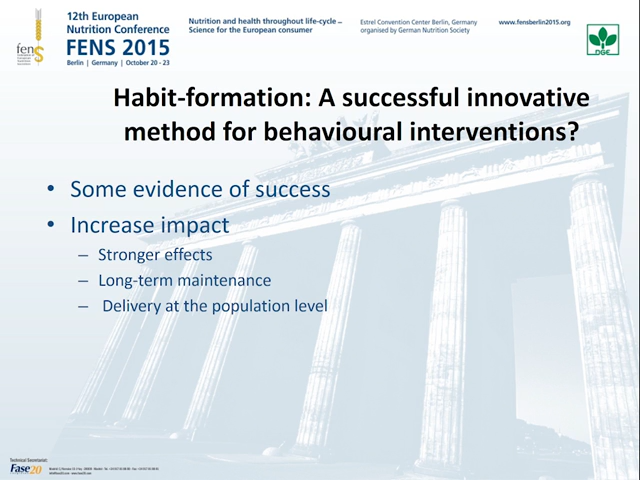 12th European
Nutrition Conference
FENS 2015
Berlin | Germany | October 20 - 23
Nutrition and health throughout life-cycle –
Science for the European consumer
Estrel Convention Center Berlin, Germany
organised by German Nutrition Society
www.fensberlin2015.org
fens
DGE
Habit-formation: A successful innovative
method for behavioural interventions?
• Some evidence of success
• Increase impact
– Stronger effects
– Long-term maintenance
– Delivery at the population level
Technical Secretariat:
Fase20